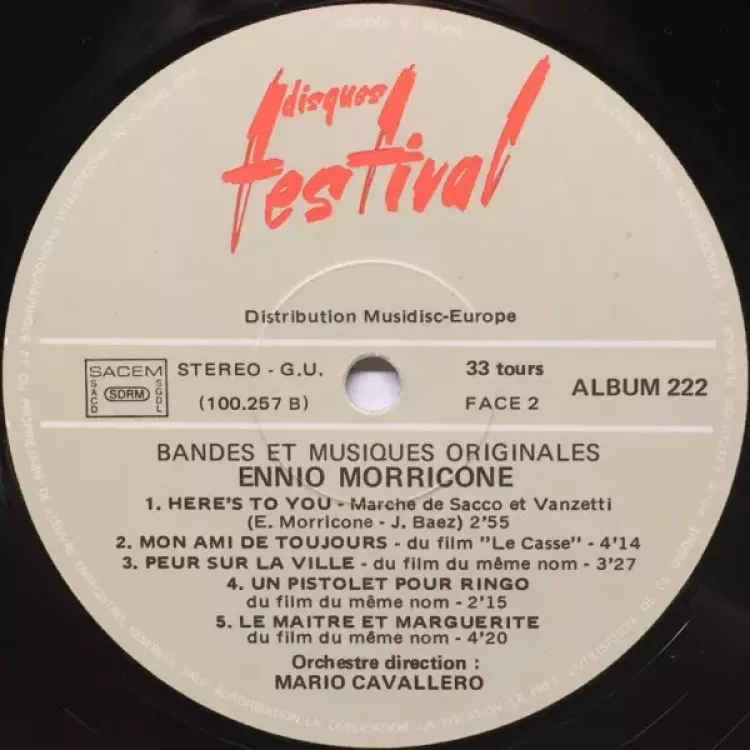 disques
festival
Distribution Musidisc-Europe
SACEM
SACD
SDRM
SGDL
STEREO - G.U.
(100.257 B)
33 tours
FACE 2
ALBUM 222
BANDES ET MUSIQUES ORIGINALES
ENNIO MORRICONE
1. HERE'S TO YOU - Marche de Sacco et Vanzetti
(E. Morricone - J. Baez) 2'55
2. MON AMI DE TOUJOURS - du film "Le Casse" - 4'14
3. PEUR SUR LA VILLE - du film du même nom - 3'27
4. UN PISTOLET POUR RINGO
du film du même nom - 2'15
5. LE MAITRE ET MARGUERITE
du film du même nom - 4'20
Orchestre direction :
MARIO CAVALLERO